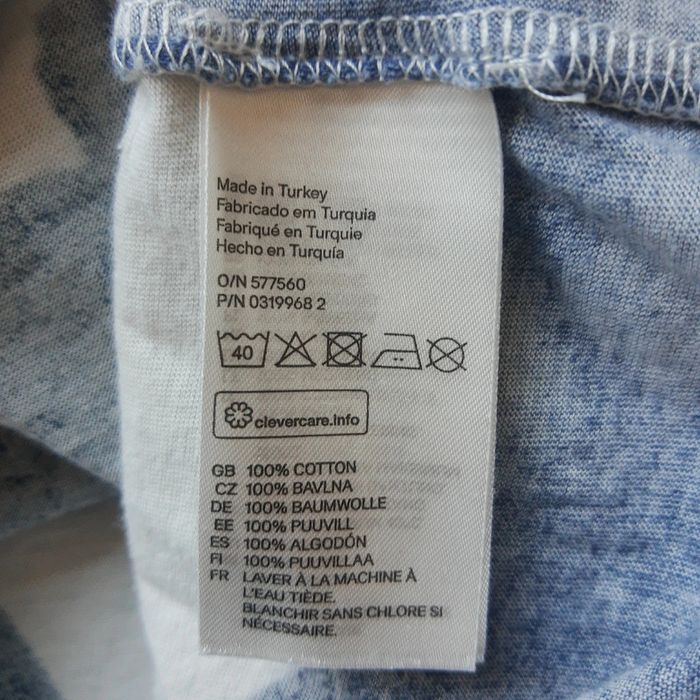 Made in Turkey
Fabricado em Turquia
Fabriqué en Turquie
Hecho en Turquía
O/N 577560
P/N 0319968 2
40
clevercare.info
GB 100% COTTON
CZ 100% BAVLNA
DE 100% BAUMWOLLE
EE 100% PUUVILL
ES 100% ALGODÓN
FI 100% PUUVILLAA
FR LAVER À LA MACHINE À
L'EAU TIÈDE.
BLANCHIR SANS CHLORE SI
NÉCESSAIRE.